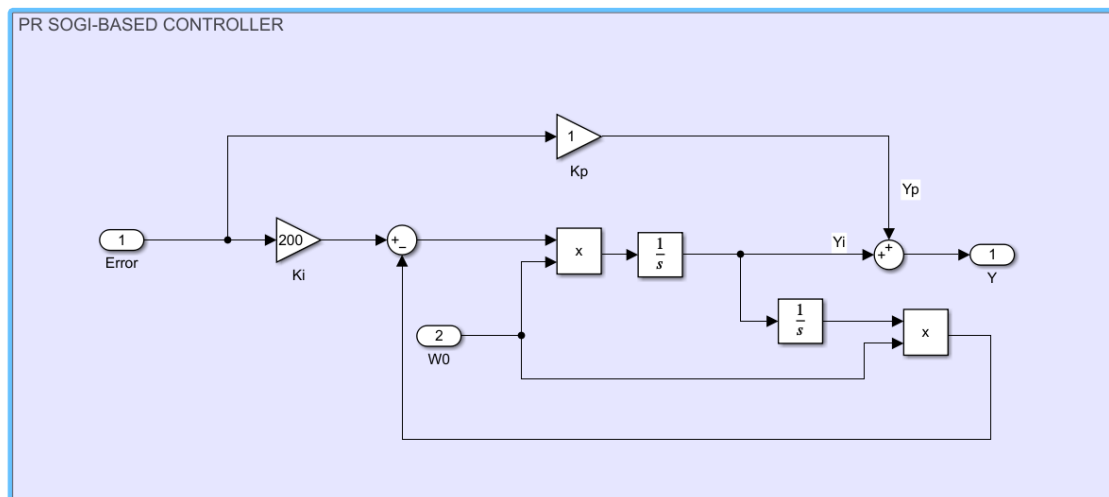 PR SOGI-BASED CONTROLLER
1
Kp
Yp
1
Error
200
Ki
+
−
x
1
s
Yi
+
+
1
Y
2
W0
1
s
x